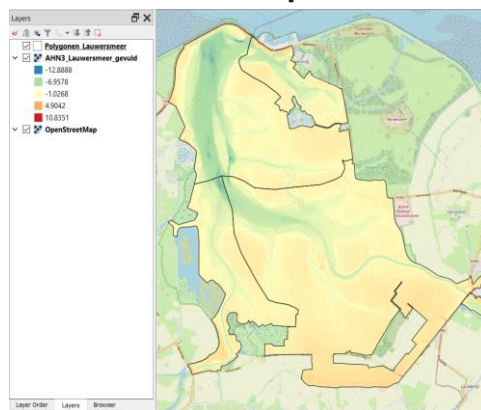 Layers
Polygonen_Lauwersmeer
AHN3_Lauwersmeer_gevuld
-12.8888
-6.9578
-1.0268
4.9042
10.8351
OpenStreetMap
Layer Order
Layers
Browser